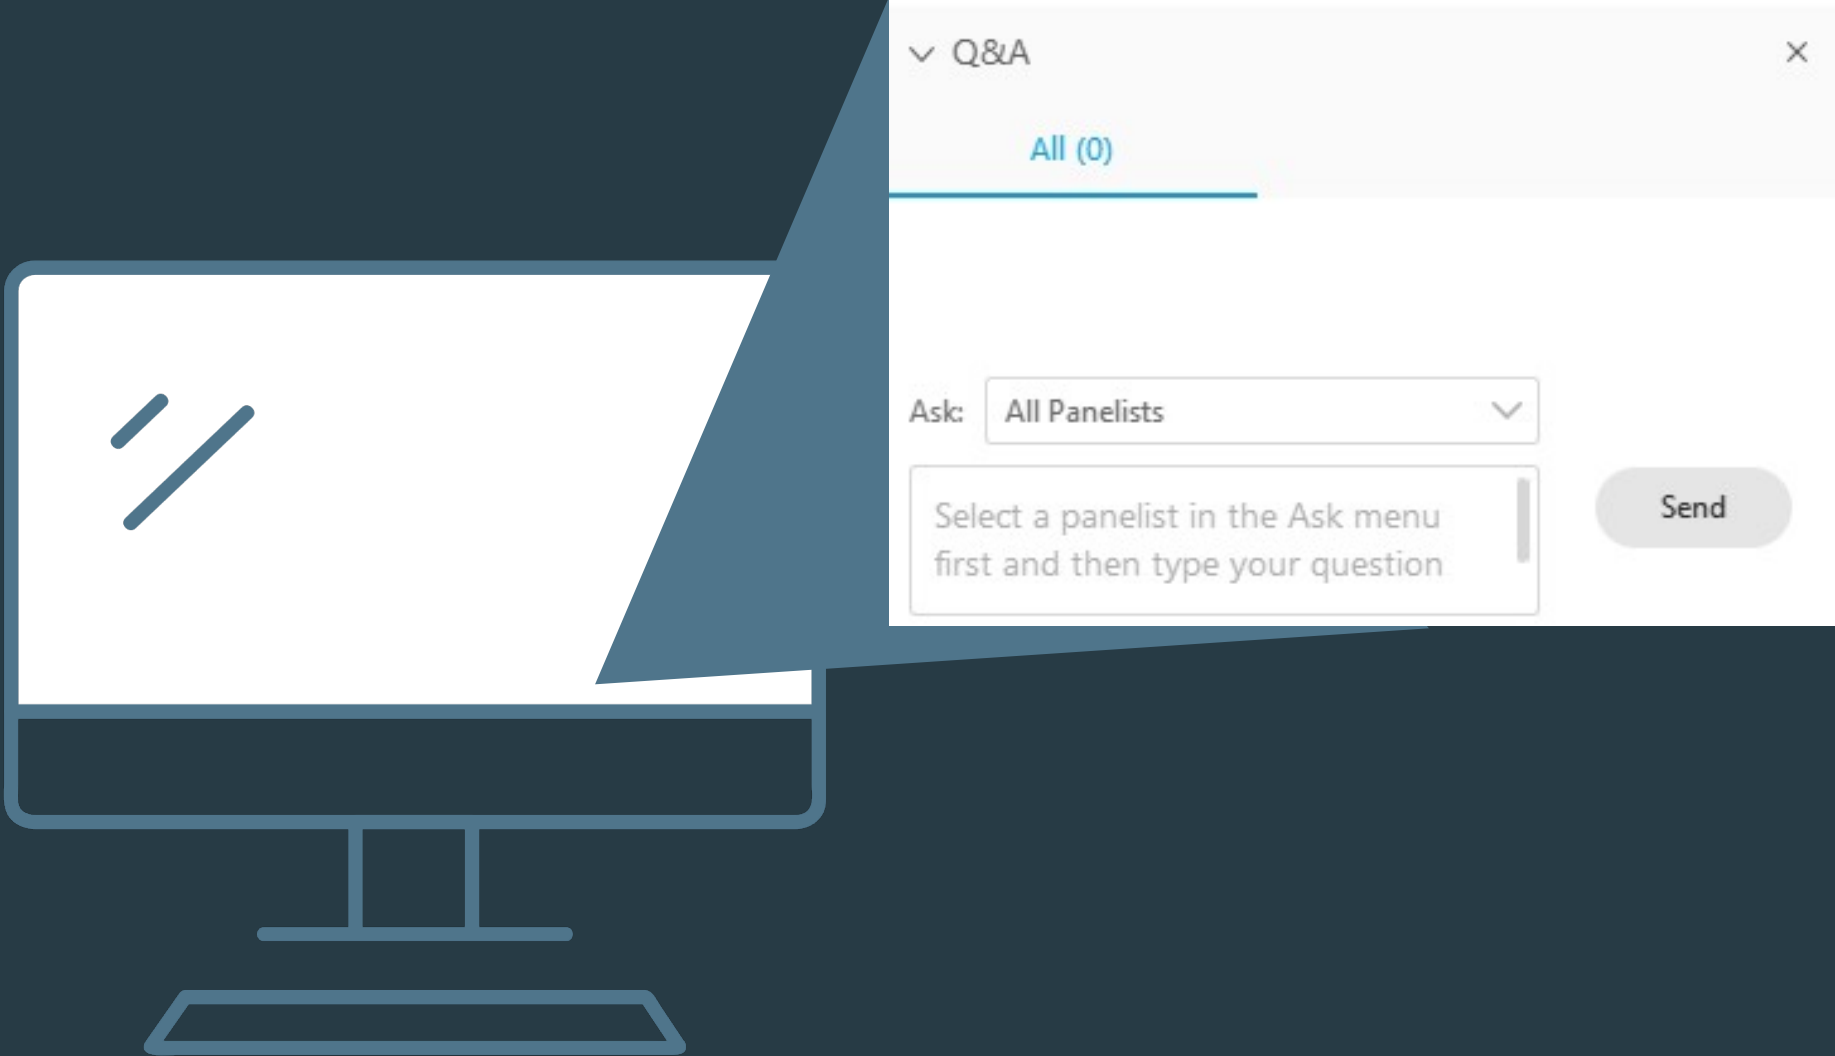 Q&A
All (0)
Ask: All Panelists
Select a panelist in the Ask menu
first and then type your question
Send